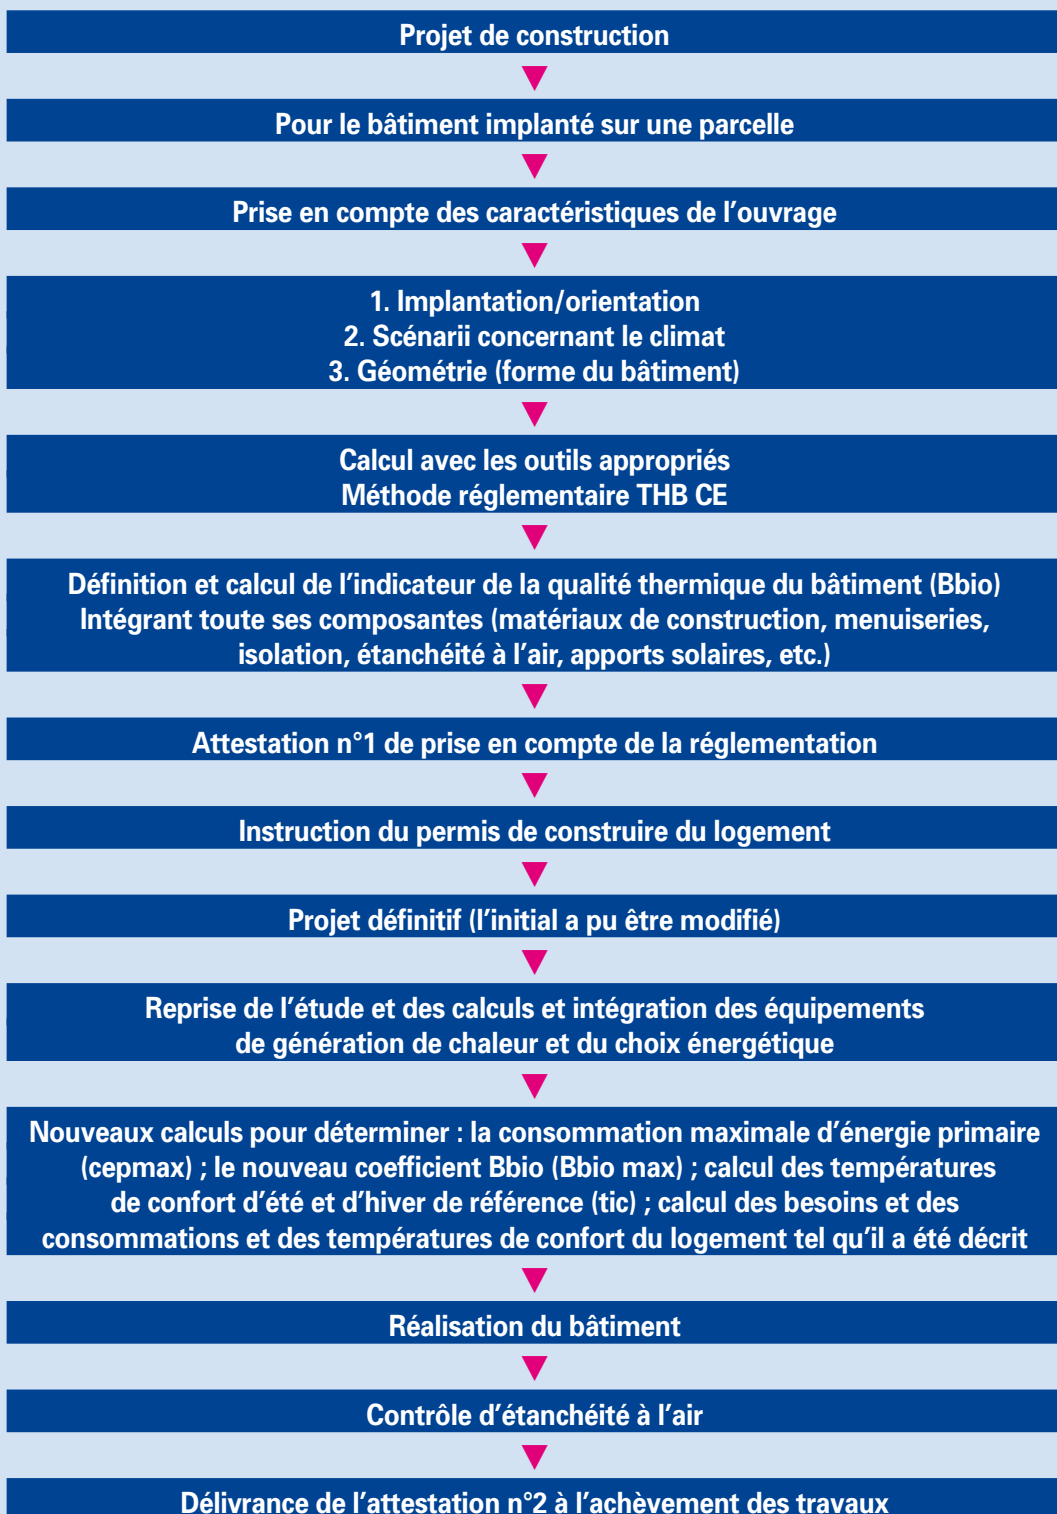 Projet de construction
Pour le bâtiment implanté sur une parcelle
Prise en compte des caractéristiques de l’ouvrage
1. Implantation/orientation
2. Scénarii concernant le climat
3. Géométrie (forme du bâtiment)
Calcul avec les outils appropriés
Méthode réglementaire THB CE
Définition et calcul de l’indicateur de la qualité thermique du bâtiment (Bbio)
Intégrant toute ses composantes (matériaux de construction, menuiseries,
isolation, étanchéité à l’air, apports solaires, etc.)
Attestation n°1 de prise en compte de la réglementation
Instruction du permis de construire du logement
Projet définitif (l’initial a pu être modifié)
Reprise de l’étude et des calculs et intégration des équipements
de génération de chaleur et du choix énergétique
Nouveaux calculs pour déterminer : la consommation maximale d’énergie primaire
(cepmax) ; le nouveau coefficient Bbio (Bbio max) ; calcul des températures
de confort d’été et d’hiver de référence (tic) ; calcul des besoins et des
consommations et des températures de confort du logement tel qu’il a été décrit
Réalisation du bâtiment
Contrôle d’étanchéité à l’air
Délivrance de l’attestation n°2 à l’achèvement des travaux